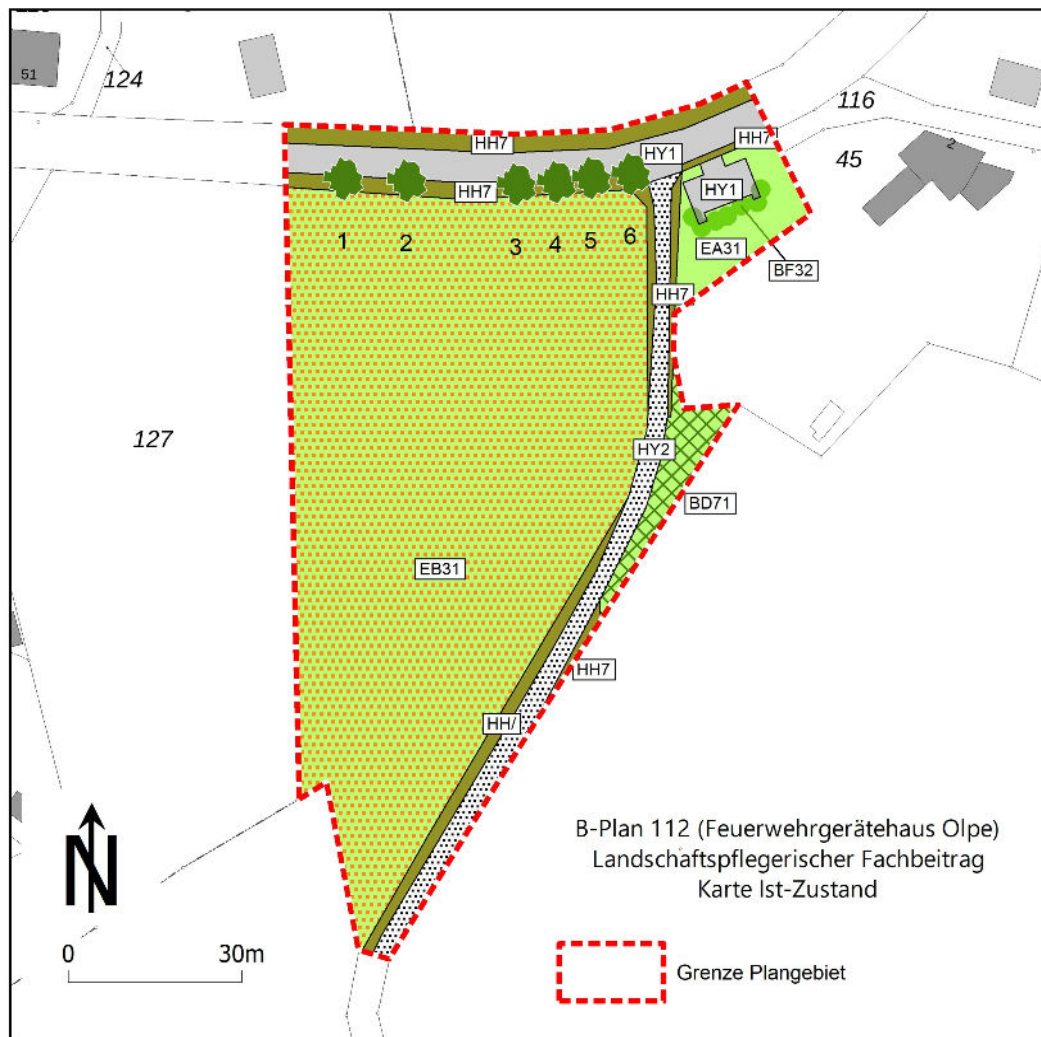 51
124
116
45
2
HH7
HY1
HH7
HH7
HY1
1
2
3
4
5
6
EA31
BF32
HH7
127
HY2
BD71
EB31
HH7
HH/
B-Plan 112 (Feuerwehrgerätehaus Olpe)
Landschaftspflegerischer Fachbeitrag
Karte Ist-Zustand
N
0 30m
Grenze Plangebiet